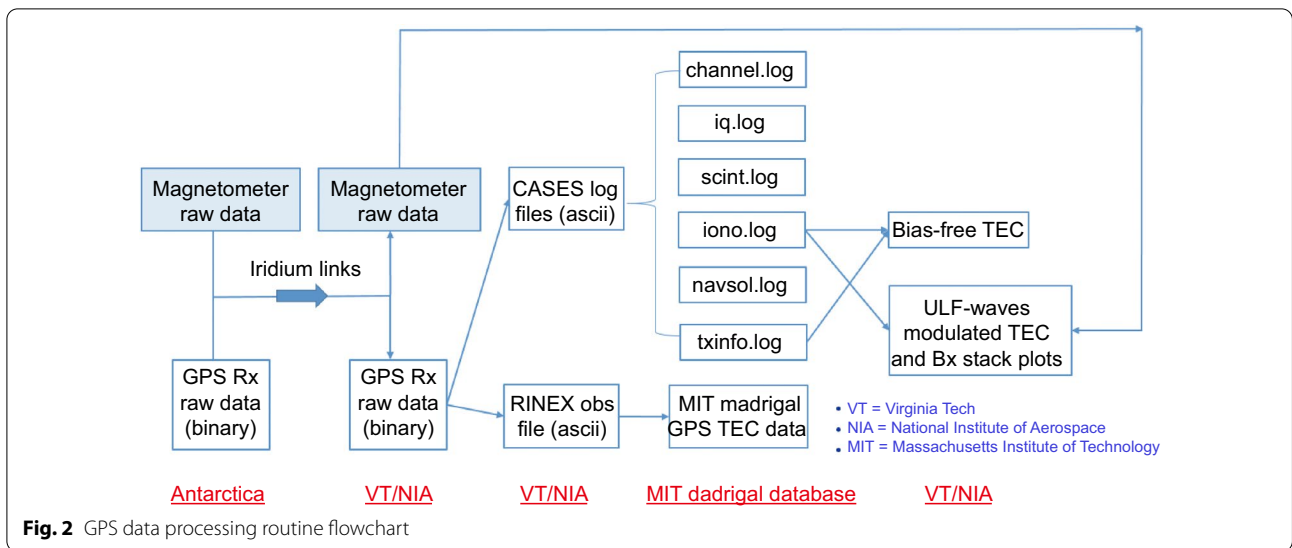 channel.log
iq.log
scint.log
iono.log
navsol.log
txinfo.log
Magnetometer
raw data
Magnetometer
raw data
CASES log
files (ascii)
Bias-free TEC
Iridium links
ULF-waves
modulated TEC
and Bx stack plots
GPS Rx
raw data
(binary)
GPS Rx
raw data
(binary)
RINEX obs
file (ascii)
MIT madrigal
GPS TEC data
• VT = Virginia Tech
• NIA = National Institute of Aerospace
• MIT = Massachusetts Institute of Technology
Antarctica
VT/NIA
VT/NIA
MIT dadrigal database
VT/NIA
Fig. 2 GPS data processing routine flowchart